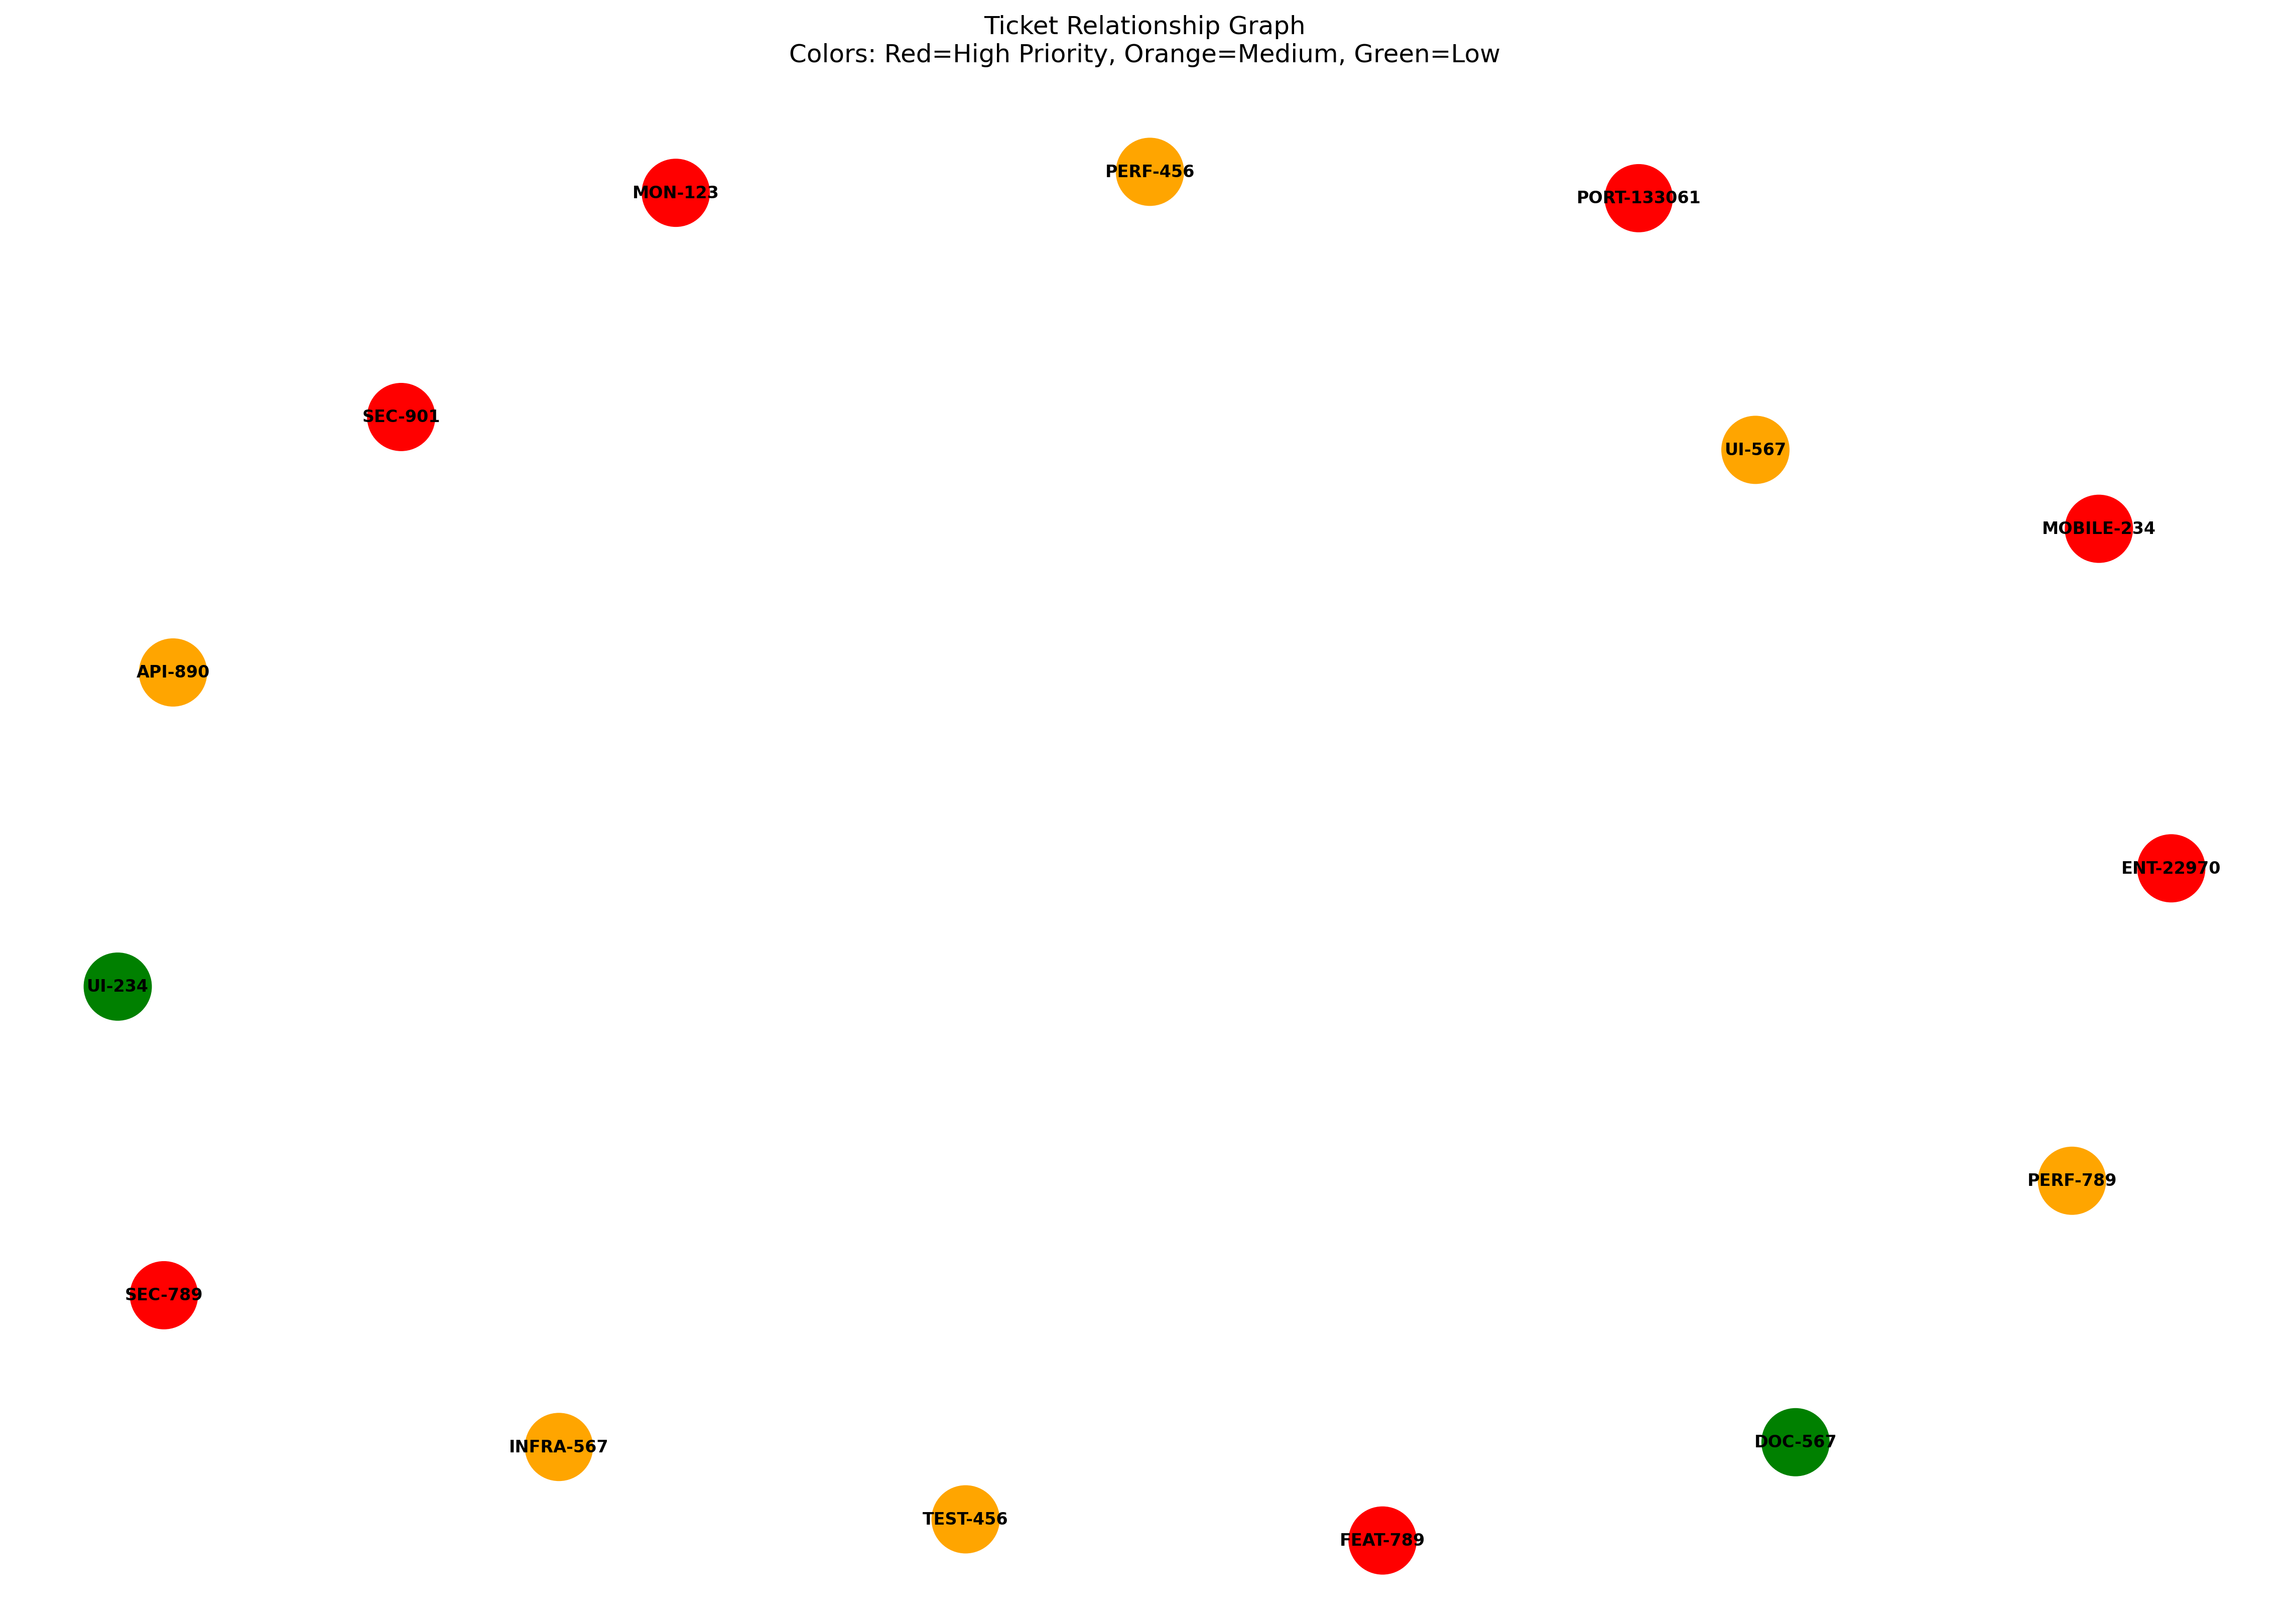 Ticket Relationship Graph
Colors: Red=High Priority, Orange=Medium, Green=Low
PERF-456
MON-123
PORT-133061
SEC-901
UI-567
MOBILE-234
API-890
ENT-22970
UI-234
PERF-789
SEC-789
DOC-567
INFRA-567
TEST-456
FEAT-789